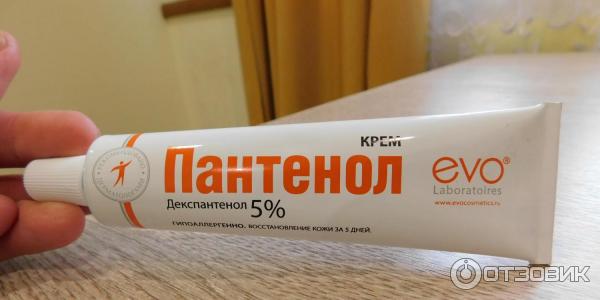 КРЕМ
Пантенол
Декспантенол 5%
ГИПОАЛЛЕРГЕННО. ВОССТАНОВЛЕНИЕ КОЖИ ЗА 5 ДНЕЙ.
evo®
Laboratoires
www.evocosmetics.ru
ОТЗОВИК